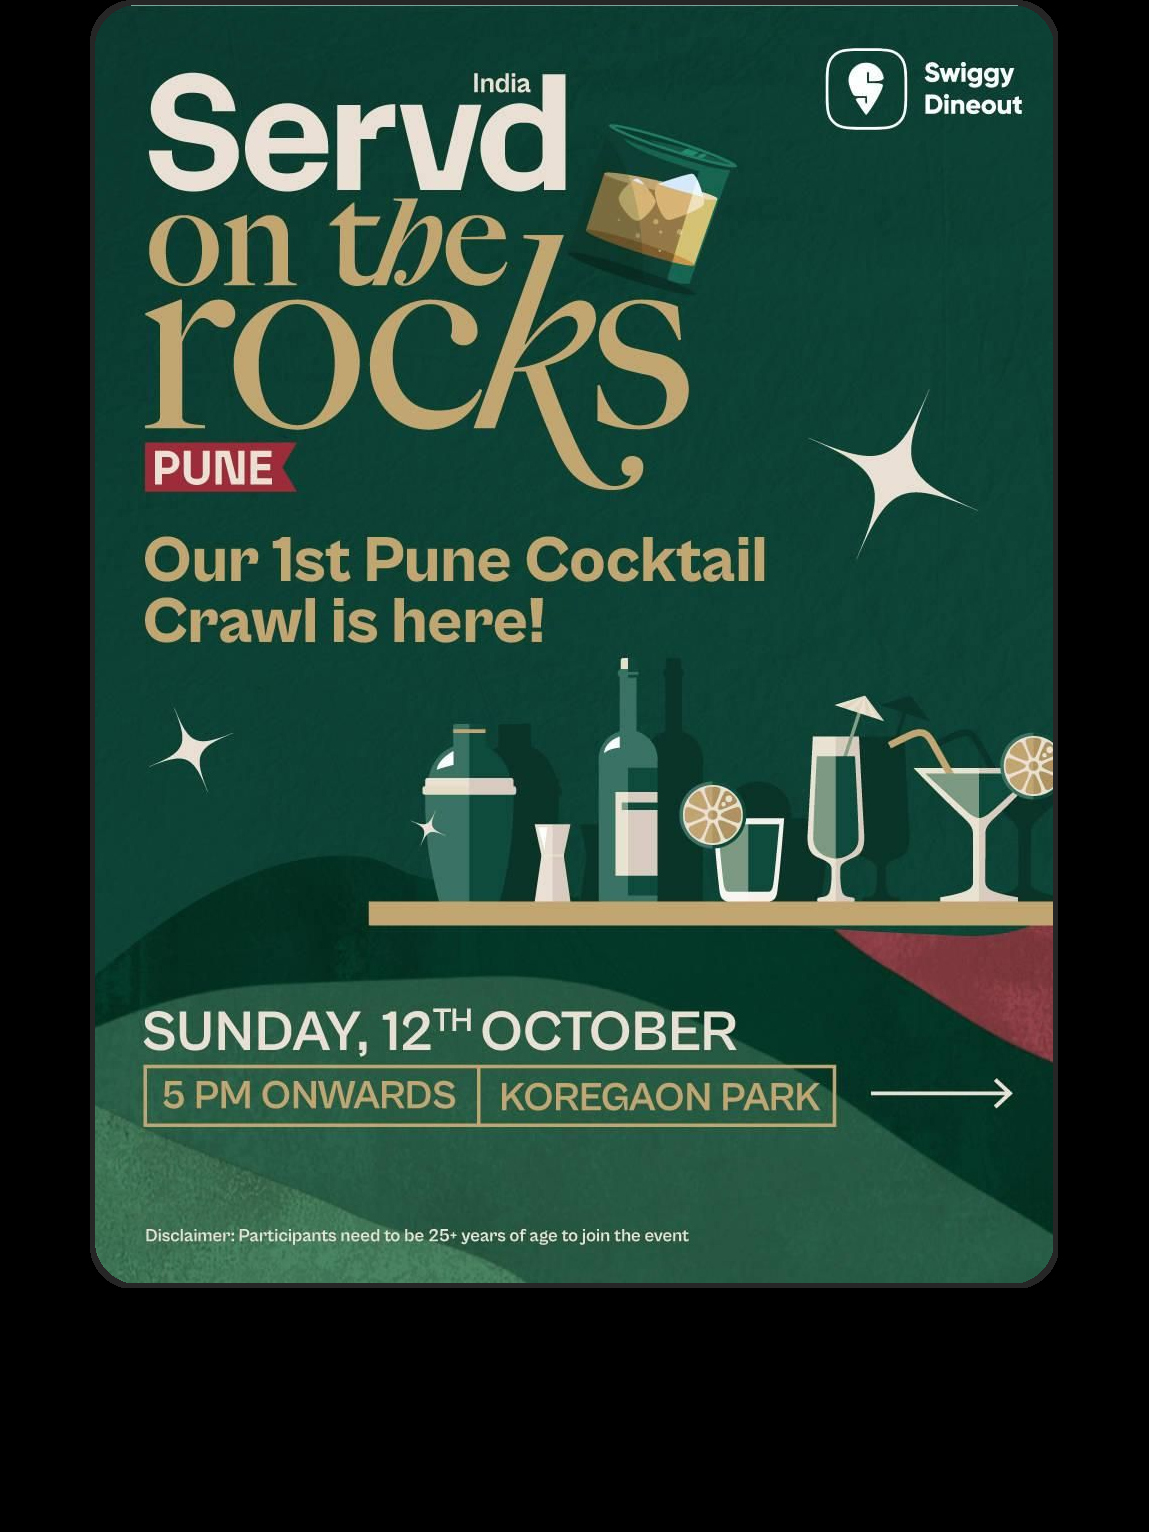 India
Servd
on the
rocks
PUNE
Swiggy
Dineout
Our 1st Pune Cocktail
Crawl is here!
SUNDAY, 12TH OCTOBER
5 PM ONWARDS
KOREGAON PARK
Disclaimer: Participants need to be 25+ years of age to join the event